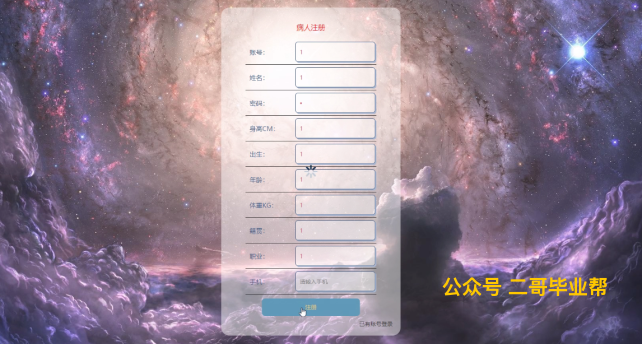 病人注册
账号： 1
姓名： 1
密码： •
身高CM： 1
出生： 1
年龄： 1
体重KG： 1
1
职业： 1
手机： 请输入手机
注册
已有账号登录
公众号 二哥毕业帮